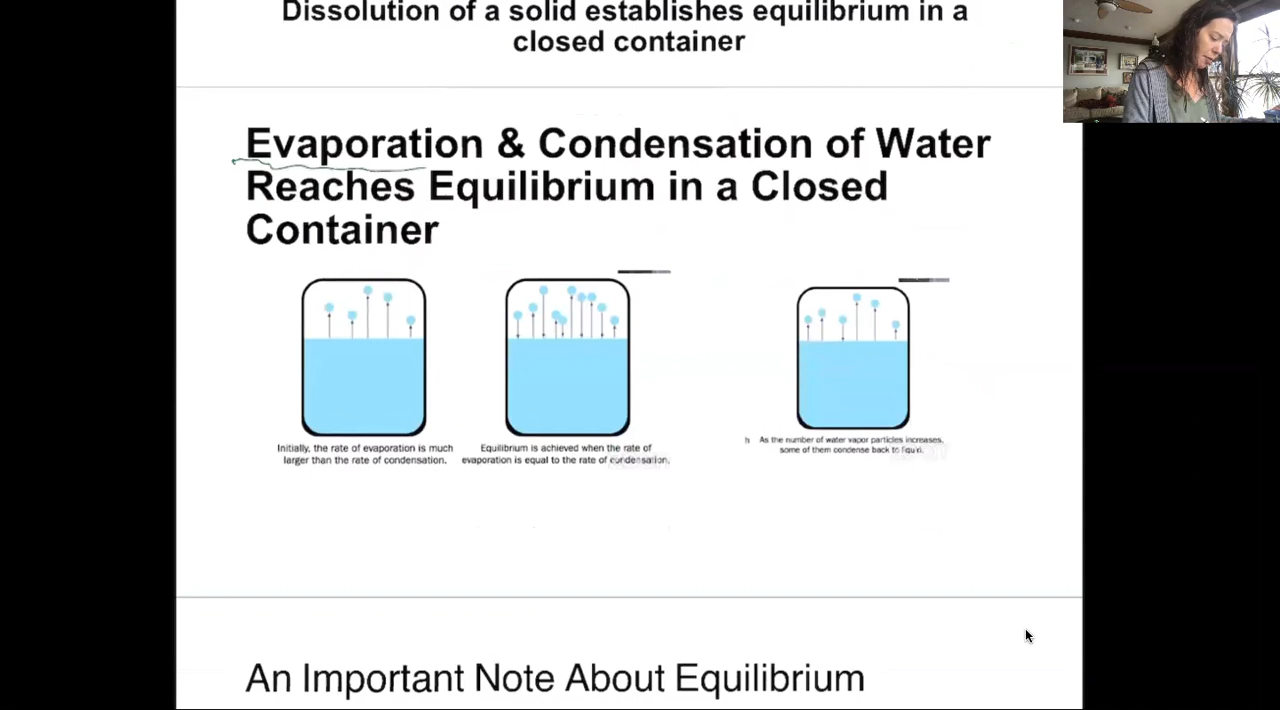 Dissolution of a solid establishes equilibrium in a
closed container
Evaporation & Condensation of Water
Reaches Equilibrium in a Closed
Container
Initially, the rate of evaporation is much
larger than the rate of condensation.
Equilibrium is achieved when the rate of
evaporation is equal to the rate of condensation.
h As the number of water vapor particles increases,
some of them condense back to liquid.
An Important Note About Equilibrium